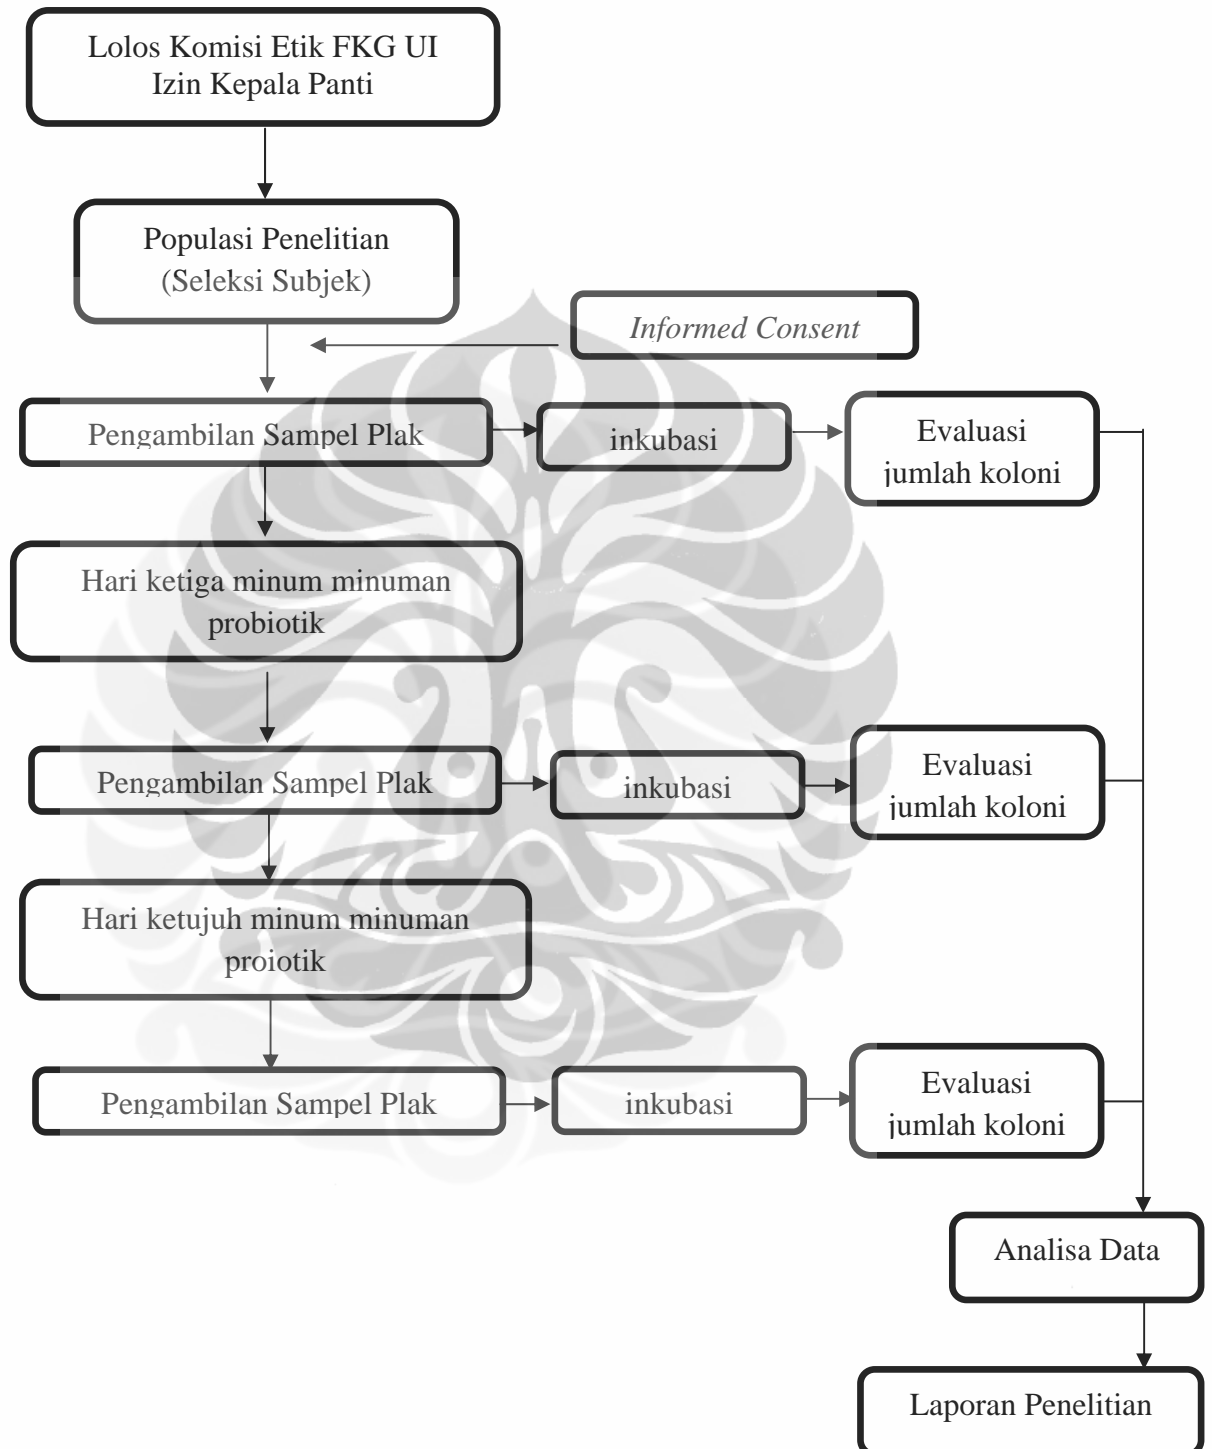 Lolos Komisi Etik FKG UI
Izin Kepala Panti
Populasi Penelitian
(Seleksi Subjek)
Informed Consent
Pengambilan Sampel Plak
inkubasi
Evaluasi
jumlah koloni
Hari ketiga minum minuman
probiotik
Pengambilan Sampel Plak
inkubasi
Evaluasi
jumlah koloni
Hari ketujuh minum minuman
proiotik
Pengambilan Sampel Plak
inkubasi
Evaluasi
jumlah koloni
Analisa Data
Laporan Penelitian